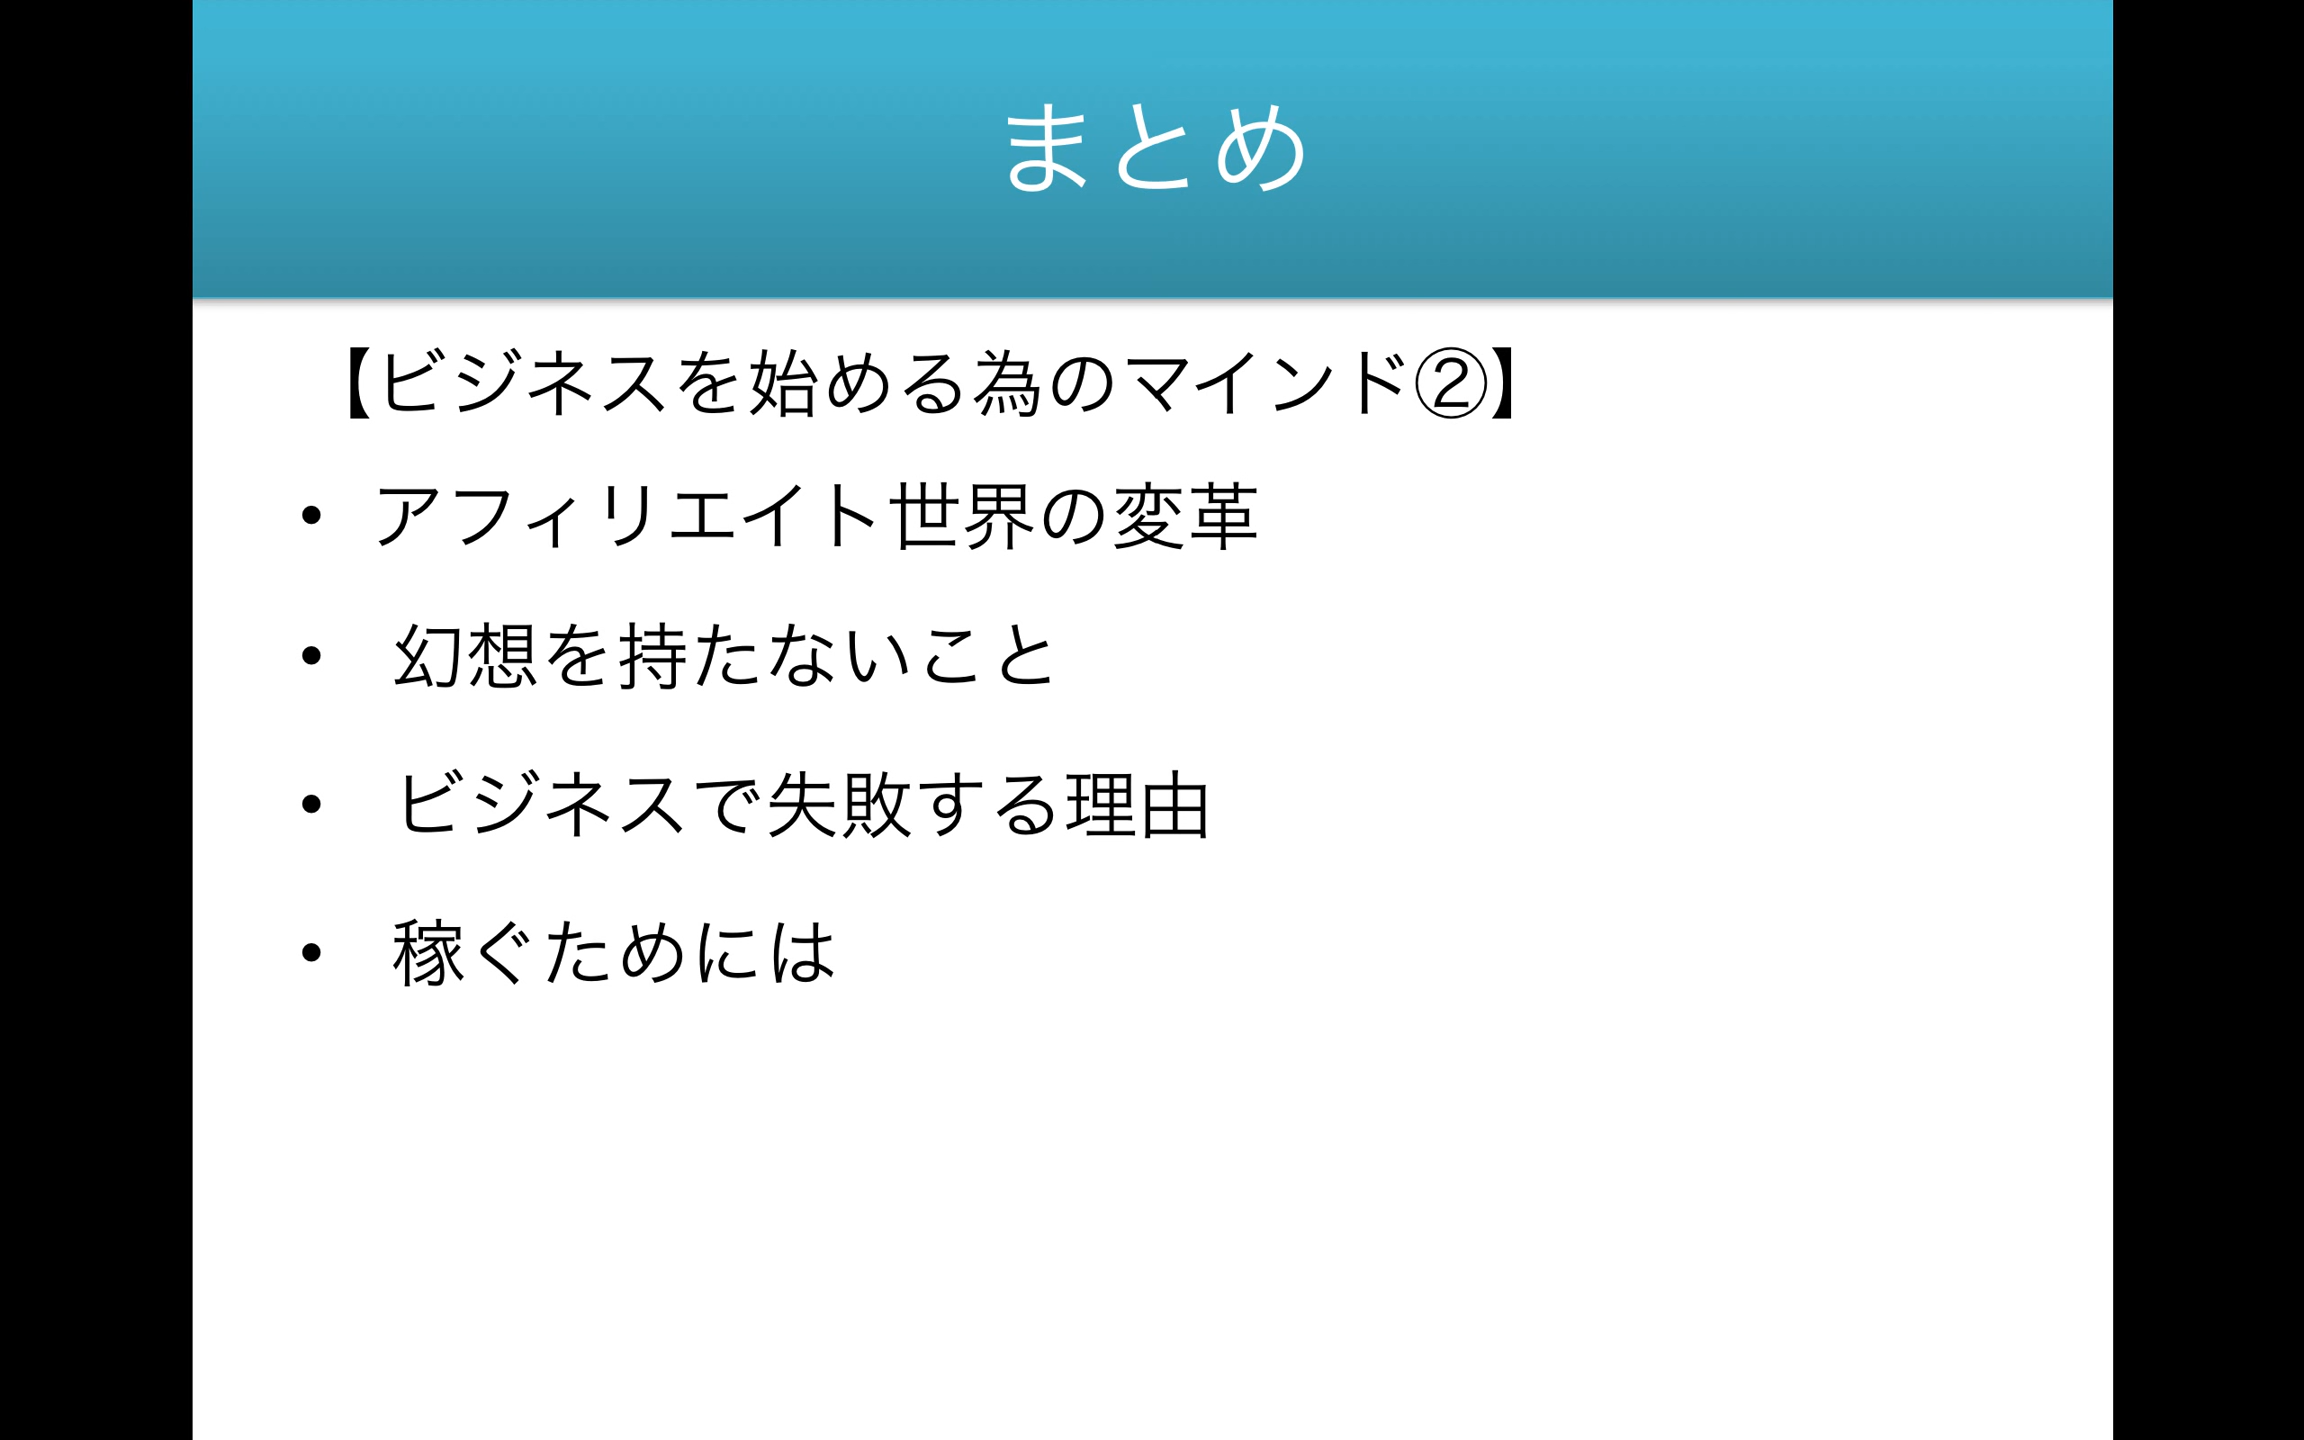 まとめ
【ビジネスを始める為のマインド②】
• アフィリエイト世界の変革
• 幻想を持たないこと
• ビジネスで失敗する理由
• 稼ぐためには